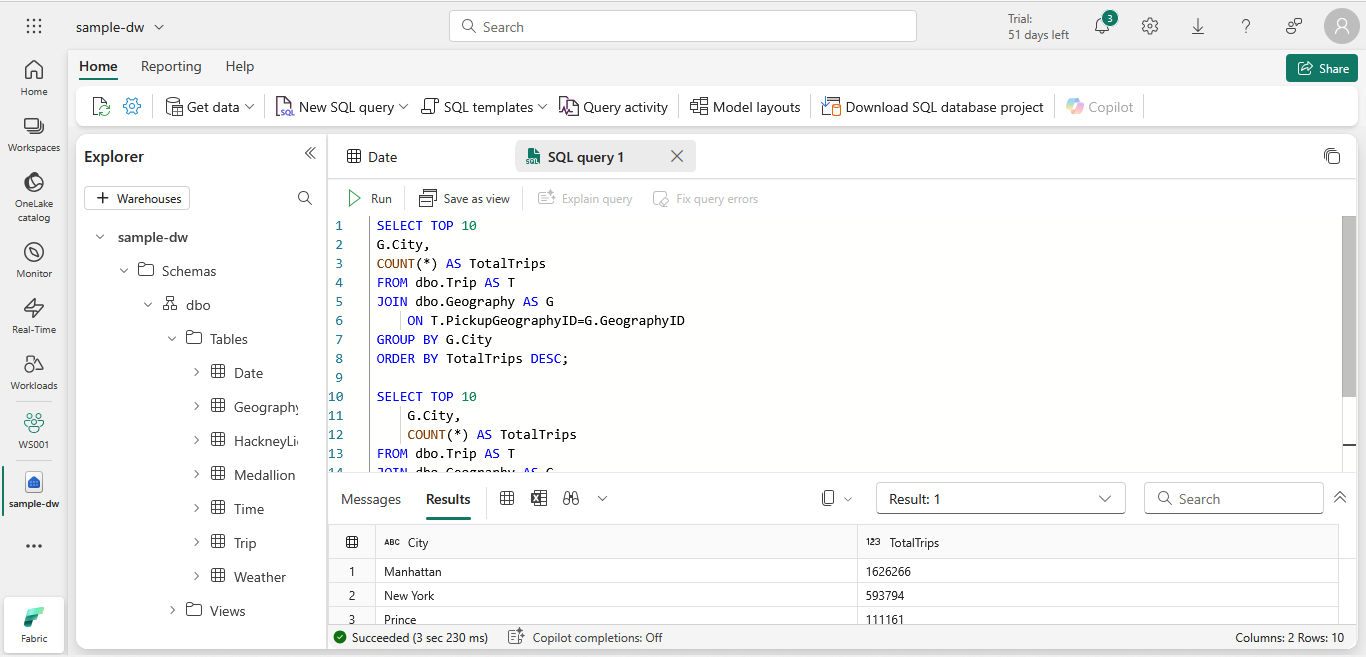 sample-dw
Search
Trial:
51 days left
3
Home
Reporting
Help
Share
Get data
New SQL query
SQL templates
Query activity
Model layouts
Download SQL database project
Copilot
Home
Workspaces
OneLake
catalog
Monitor
Real-Time
Workloads
WS001
sample-dw
Fabric
Explorer
Warehouses
sample-dw
Schemas
dbo
Tables
Date
Geography
HackneyLi
Medallion
Time
Trip
Weather
Views
Date
SQL query 1
Run
Save as view
Explain query
Fix query errors
1 SELECT TOP 10
2 G.City,
3 COUNT(*) AS TotalTrips
4 FROM dbo.Trip AS T
5 JOIN dbo.Geography AS G
6 ON T.PickupGeographyID=G.GeographyID
7 GROUP BY G.City
8 ORDER BY TotalTrips DESC;
9
10 SELECT TOP 10
11 G.City,
12 COUNT(*) AS TotalTrips
13 FROM dbo.Trip AS T
14 JOIN dbo.Geography AS G
Messages
Results
Result: 1
Search
ABC City
123 TotalTrips
1 Manhattan 1626266
2 New York 593794
3 Prince 111161
Succeeded (3 sec 230 ms)
Copilot completions: Off
Columns: 2 Rows: 10